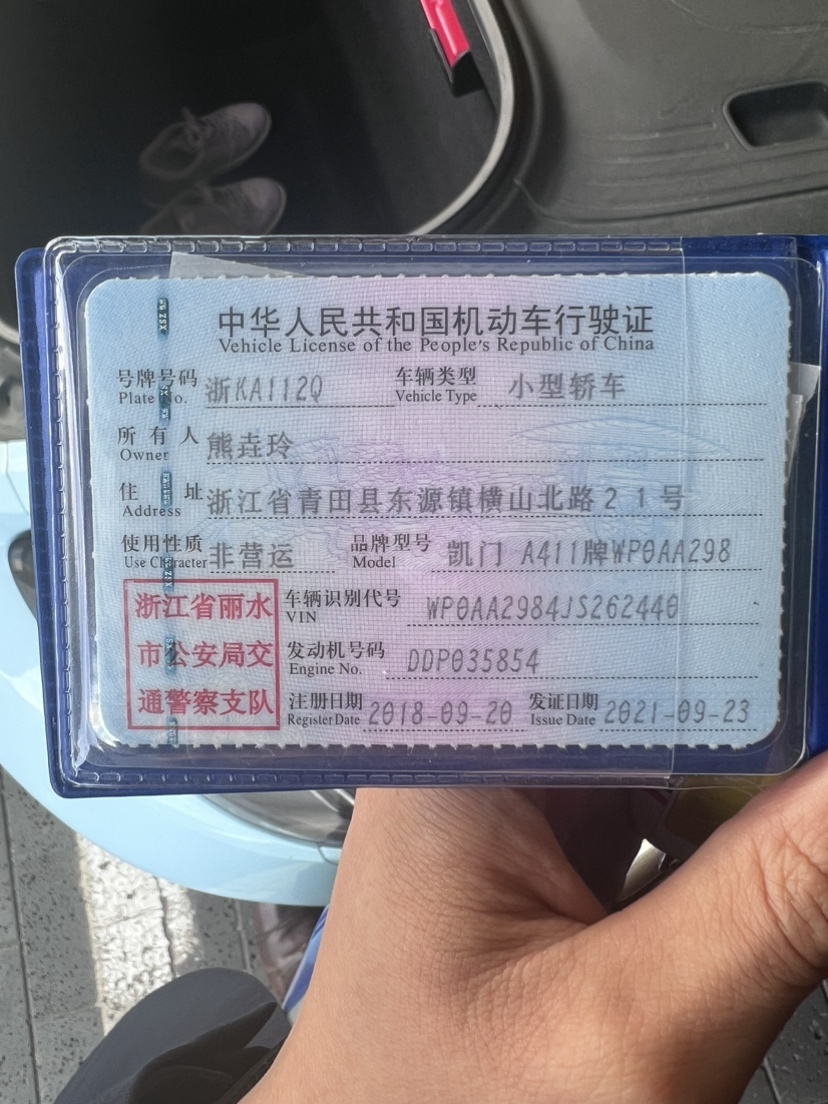 中华人民共和国机动车行驶证
Vehicle License of the People's Republic of China
号牌号码 浙KA112Q 车辆类型 小型轿车
Plate No. Vehicle Type
所有人 熊垚玲
Owner
住址 浙江省青田县东源镇横山北路21号
Address
使用性质 非营运 品牌型号 凯门 A411牌WP0AA298
Use Character Model
浙江省丽水 车辆识别代号 WP0AA2984JS262440
VIN
市公安局交 发动机号码 DDP035854
Engine No.
通警察支队 注册日期 2018-09-20 发证日期 2021-09-23
Register Date Issue Date